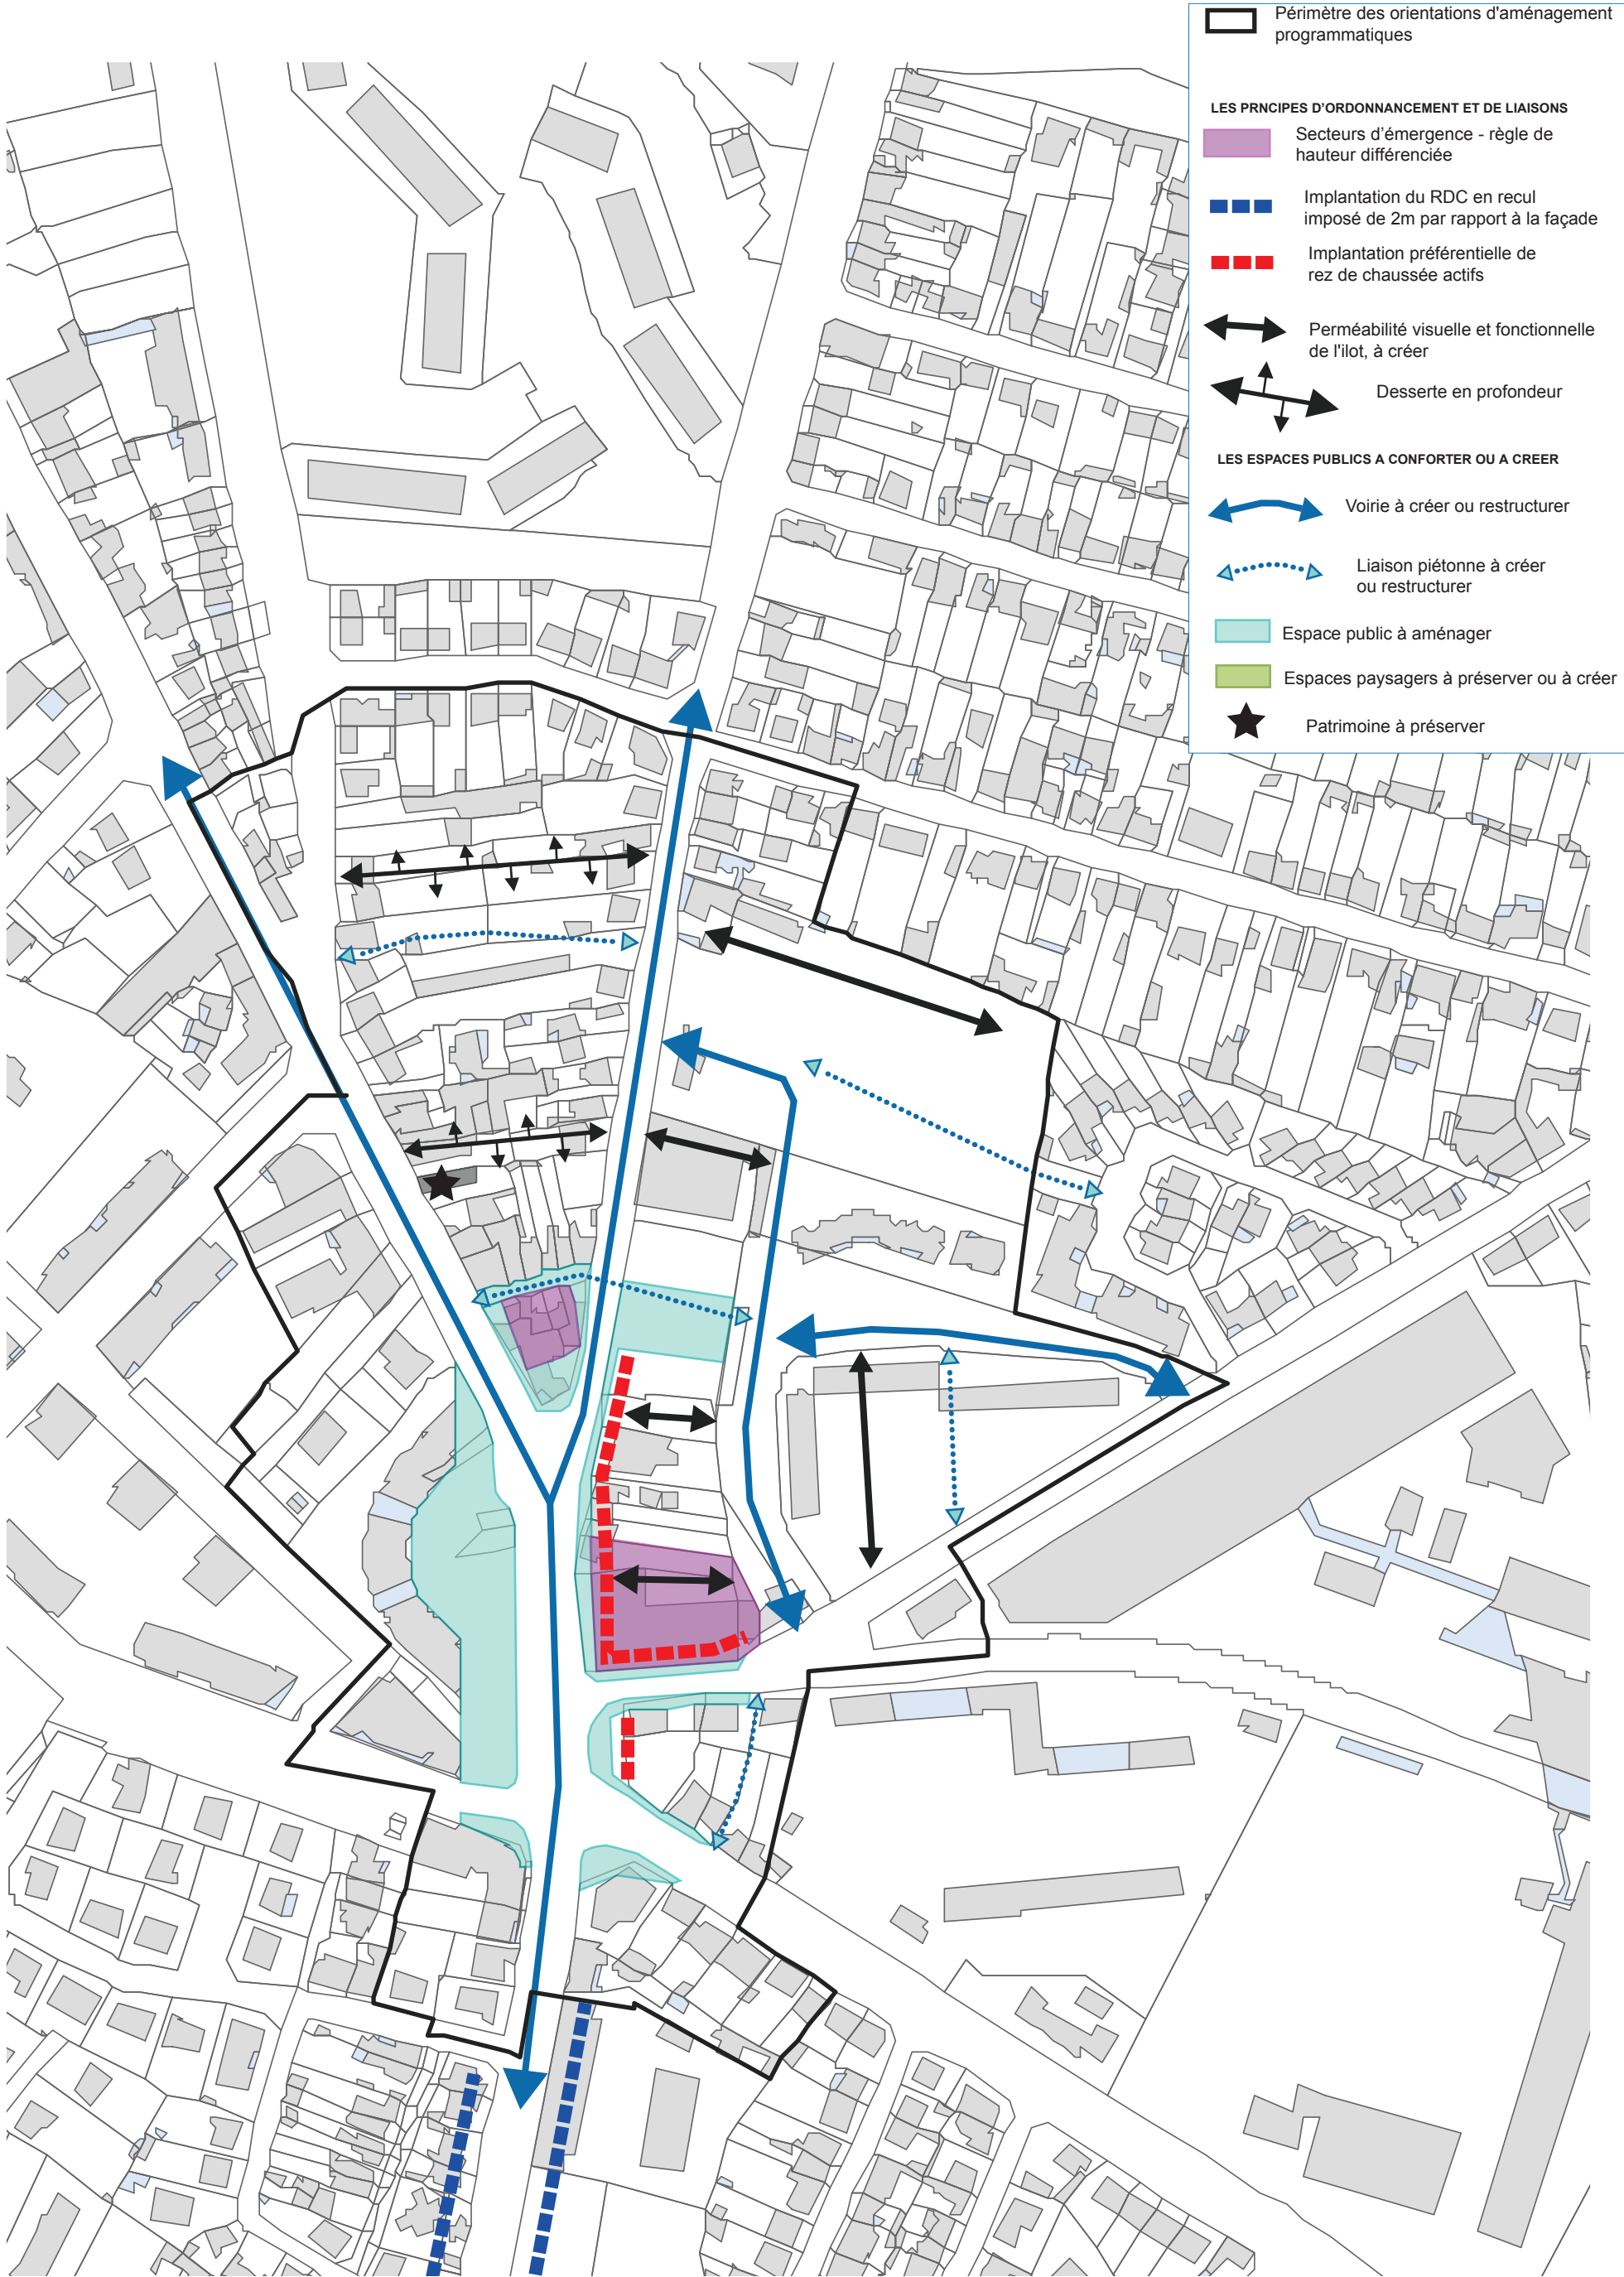 Périmètre des orientations d'aménagement
programmatiques
LES PRNCIPES D'ORDONNANCEMENT ET DE LIAISONS
Secteurs d'émergence - règle de
hauteur différenciée
Implantation du RDC en recul
imposé de 2m par rapport à la façade
Implantation préférentielle de
rez de chaussée actifs
Perméabilité visuelle et fonctionnelle
de l'ilot, à créer
Desserte en profondeur
LES ESPACES PUBLICS A CONFORTER OU A CREER
Voirie à créer ou restructurer
Liaison piétonne à créer
ou restructurer
Espace public à aménager
Espaces paysagers à préserver ou à créer
Patrimoine à préserver